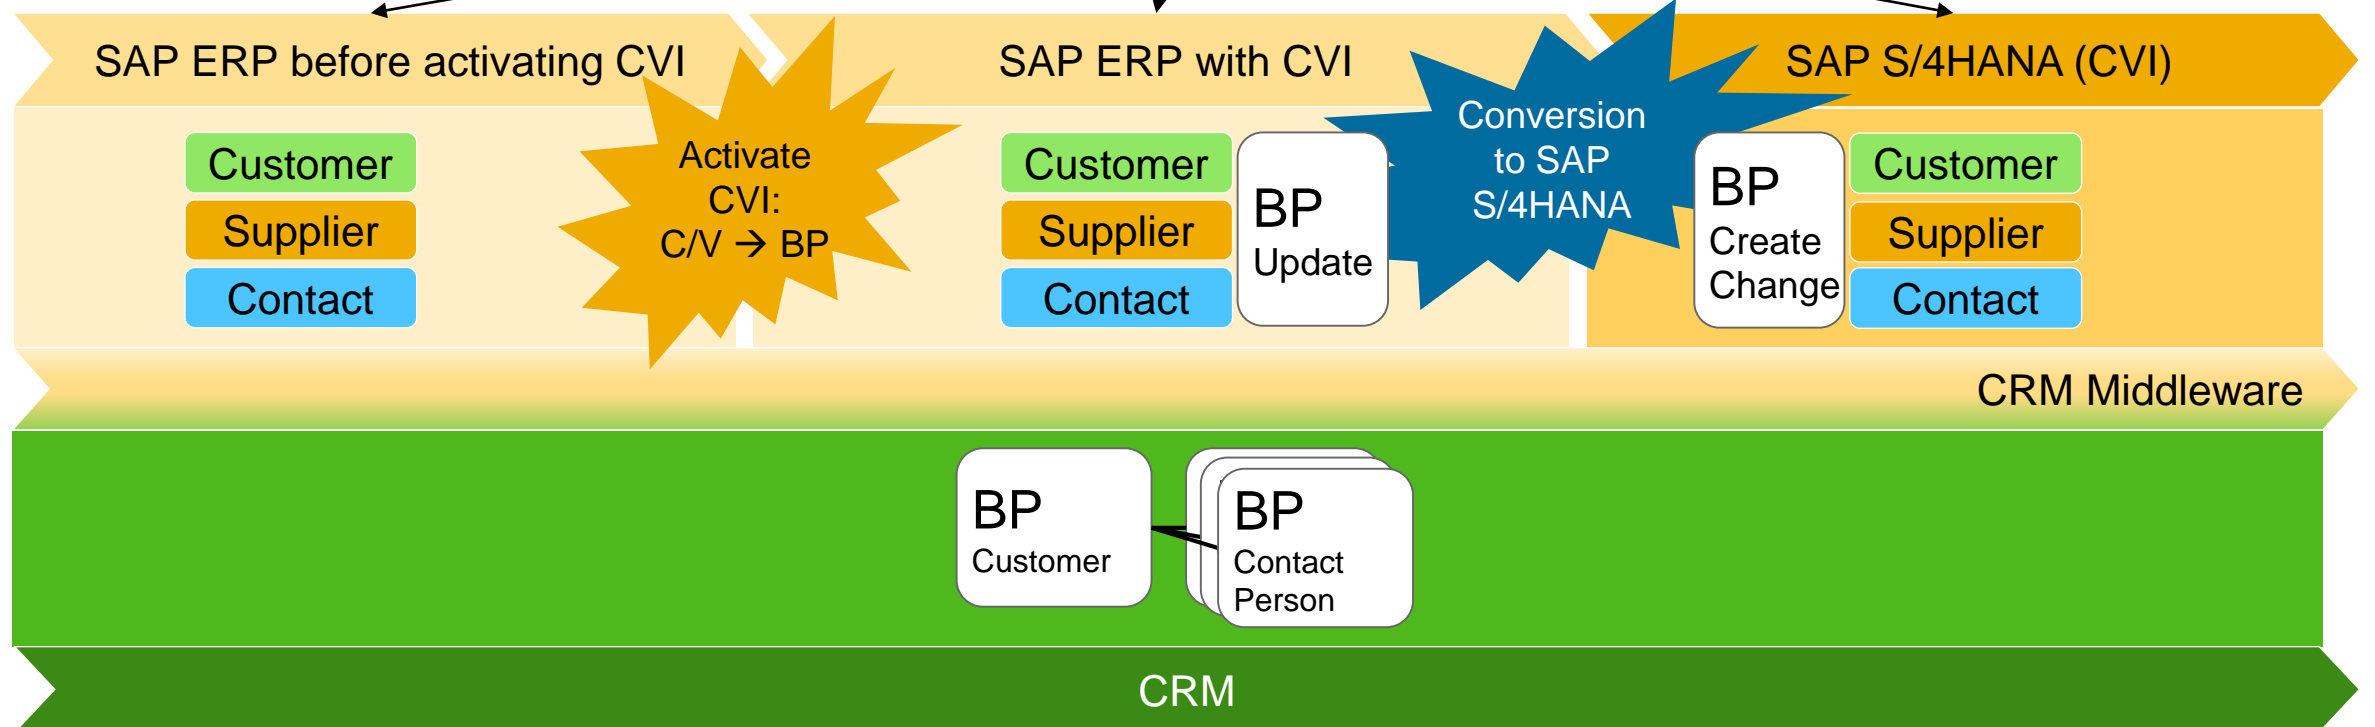 SAP ERP before activating CVI
SAP ERP with CVI
SAP S/4HANA (CVI)
Customer
Supplier
Contact
Activate
CVI:
C/V → BP
Customer
Supplier
Contact
BP
Update
Conversion
to SAP
S/4HANA
BP
Create
Change
Customer
Supplier
Contact
CRM Middleware
BP
Customer
BP
Contact
Person
CRM